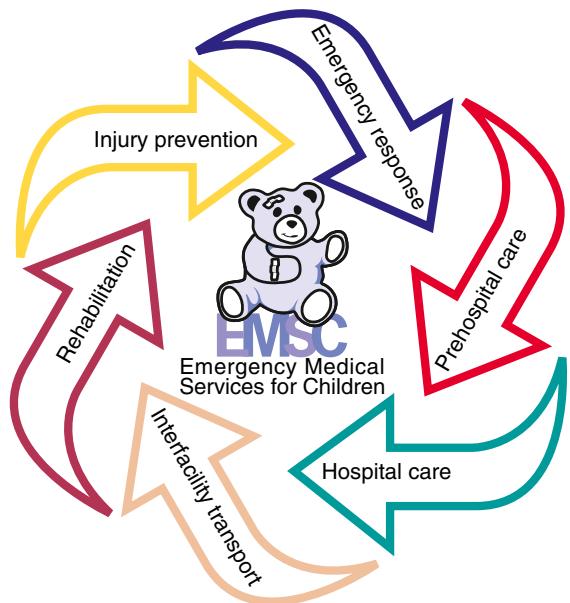 Emergency response
Injury prevention
Prehospital care
Rehabilitation
EMSC
Emergency Medical
Services for Children
Hospital care
Interfacility transport